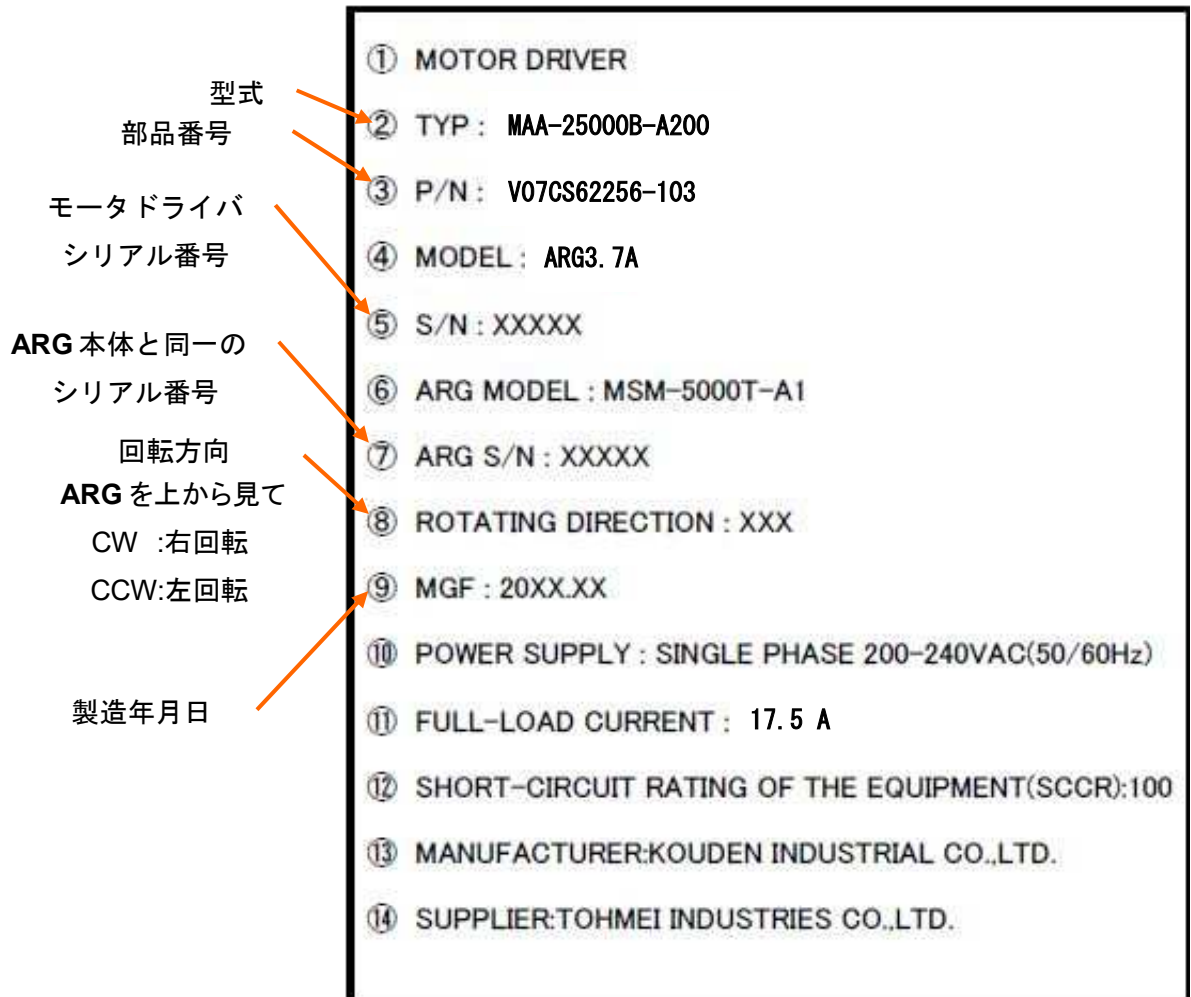 型式
部品番号
モータドライバ
シリアル番号
ARG 本体と同一の
シリアル番号
回転方向
ARG を上から見て
CW :右回転
CCW:左回転
製造年月日
① MOTOR DRIVER
② TYP : MAA-25000B-A200
③ P/N : V07CS62256-103
④ MODEL : ARG3.7A
⑤ S/N : XXXXX
⑥ ARG MODEL : MSM-5000T-A1
⑦ ARG S/N : XXXXX
⑧ ROTATING DIRECTION : XXX
⑨ MGF : 20XX.XX
⑩ POWER SUPPLY : SINGLE PHASE 200-240VAC(50/60Hz)
⑪ FULL-LOAD CURRENT : 17.5 A
⑫ SHORT-CIRCUIT RATING OF THE EQUIPMENT(SCCR):100
⑬ MANUFACTURER:KOUDEN INDUSTRIAL CO.,LTD.
⑭ SUPPLIER:TOHMEI INDUSTRIES CO.,LTD.